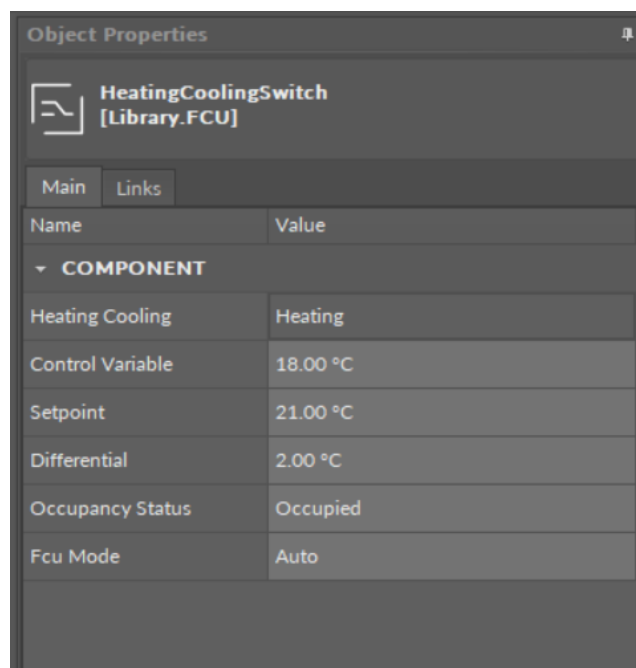 Object Properties
HeatingCoolingSwitch
[Library.FCU]
Main Links
Name Value
COMPONENT
Heating Cooling Heating
Control Variable 18.00 °C
Setpoint 21.00 °C
Differential 2.00 °C
Occupancy Status Occupied
Fcu Mode Auto